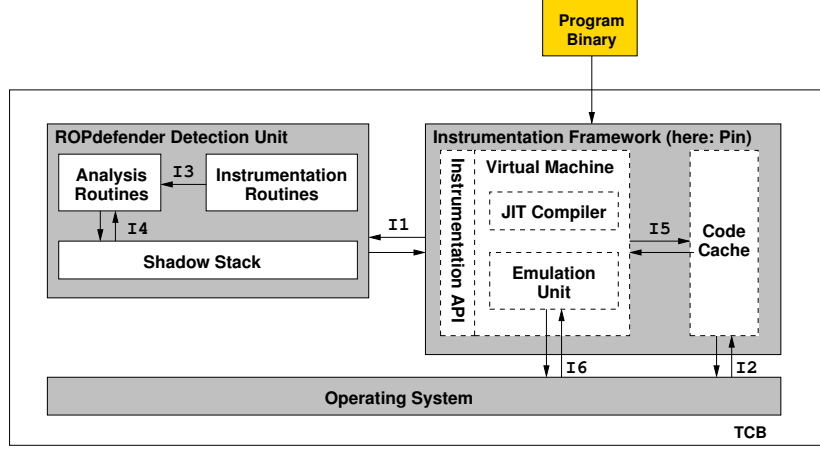 Program
Binary
ROPdefender Detection Unit
Analysis
Routines
I3
Instrumentation
Routines
I4
Shadow Stack
I1
Instrumentation Framework (here: Pin)
Instrumentation API
Virtual Machine
JIT Compiler
Emulation
Unit
I5
Code
Cache
I6
I2
Operating System
TCB